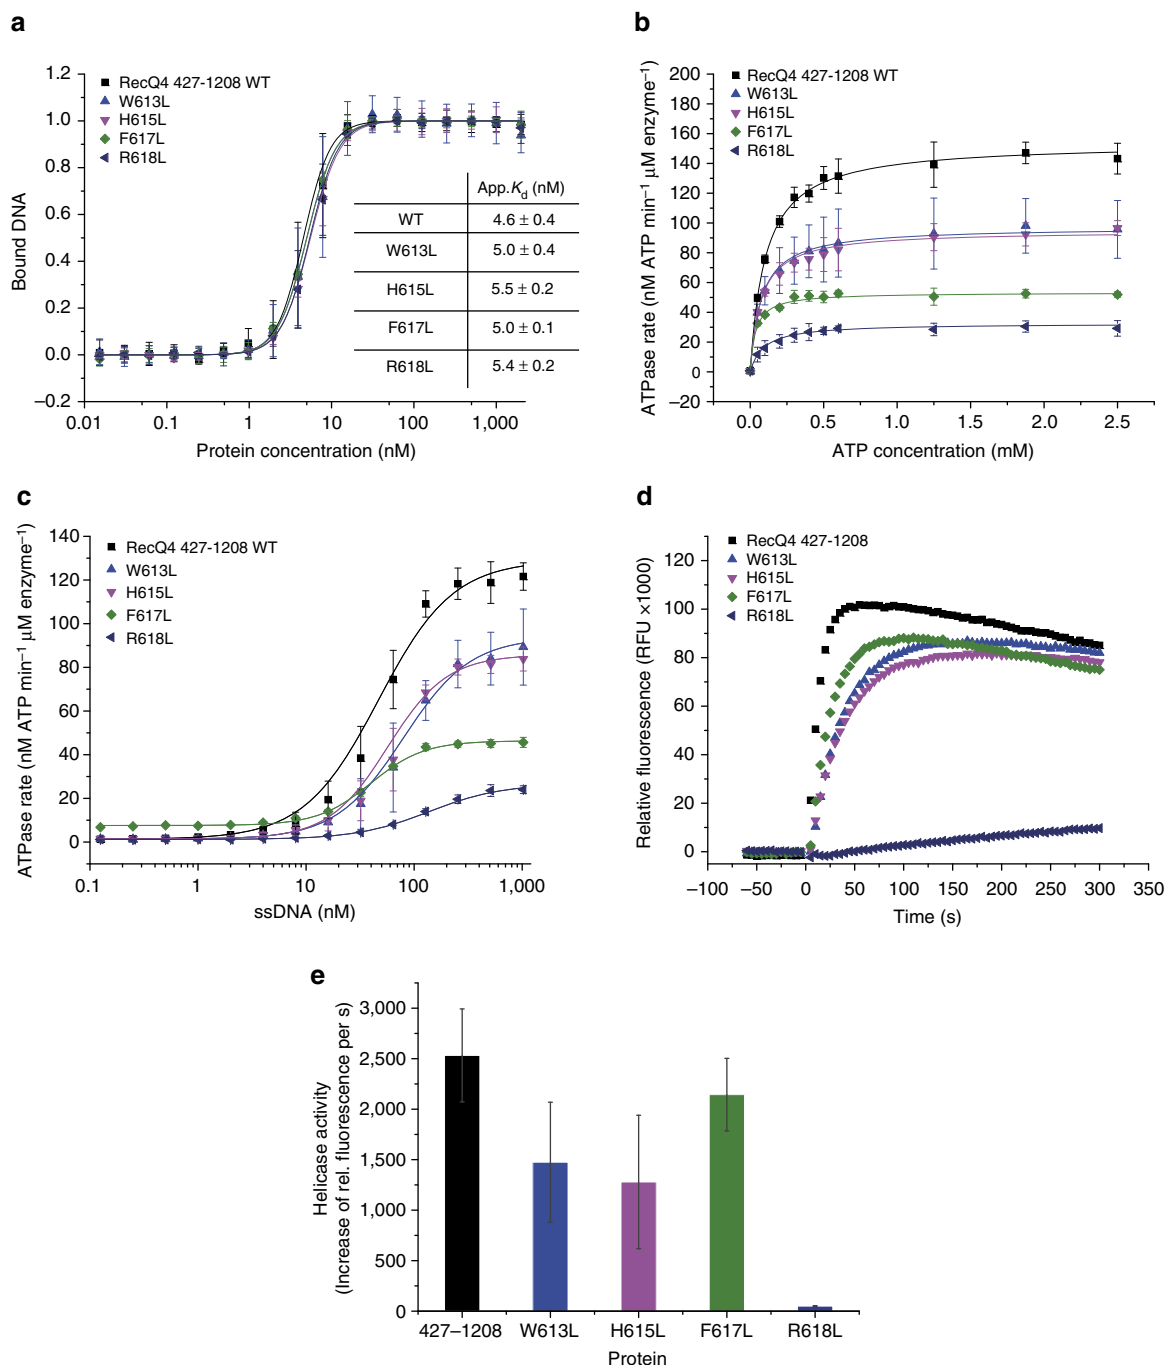 a
1.2
1.0
0.8
0.6
0.4
0.2
0.0
−0.2
Bound DNA
RecQ4 427-1208 WT
W613L
H615L
F617L
R618L
App. Kd (nM)
WT 4.6 ± 0.4
W613L 5.0 ± 0.4
H615L 5.5 ± 0.2
F617L 5.0 ± 0.1
R618L 5.4 ± 0.2
0.01 0.1 1 10 100 1,000
Protein concentration (nM)
b
200
180
160
140
120
100
80
60
40
20
0
−20
ATPase rate (nM ATP min⁻¹ μM enzyme⁻¹)
RecQ4 427-1208 WT
W613L
H615L
F617L
R618L
0.0 0.5 1.0 1.5 2.0 2.5
ATP concentration (mM)
c
140
120
100
80
60
40
20
0
ATPase rate (nM ATP min⁻¹ μM enzyme⁻¹)
RecQ4 427-1208 WT
W613L
H615L
F617L
R618L
0.1 1 10 100 1,000
ssDNA (nM)
d
120
100
80
60
40
20
0
Relative fluorescence (RFU ×1000)
RecQ4 427-1208
W613L
H615L
F617L
R618L
−100 −50 0 50 100 150 200 250 300 350
Time (s)
e
3,000
2,500
2,000
1,500
1,000
500
0
Helicase activity
(Increase of rel. fluorescence per s)
427–1208 W613L H615L F617L R618L
Protein